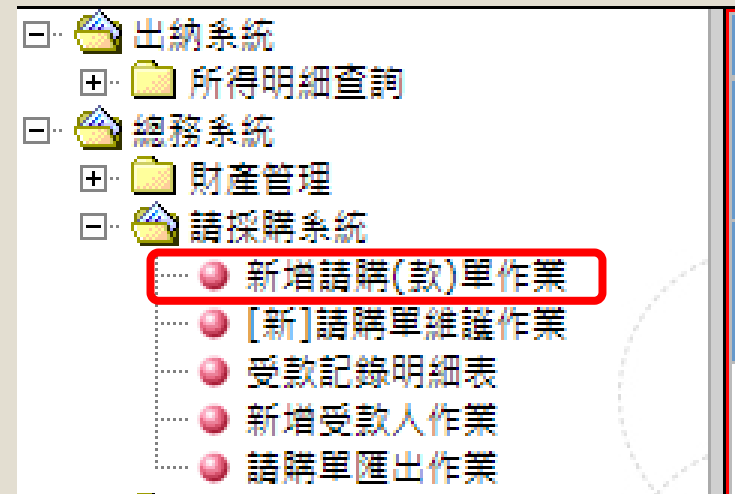 出納系統
所得明細查詢
總務系統
財產管理
請採購系統
新增請購(款)單作業
[新]請購單維護作業
受款記錄明細表
新增受款人作業
請購單匯出作業